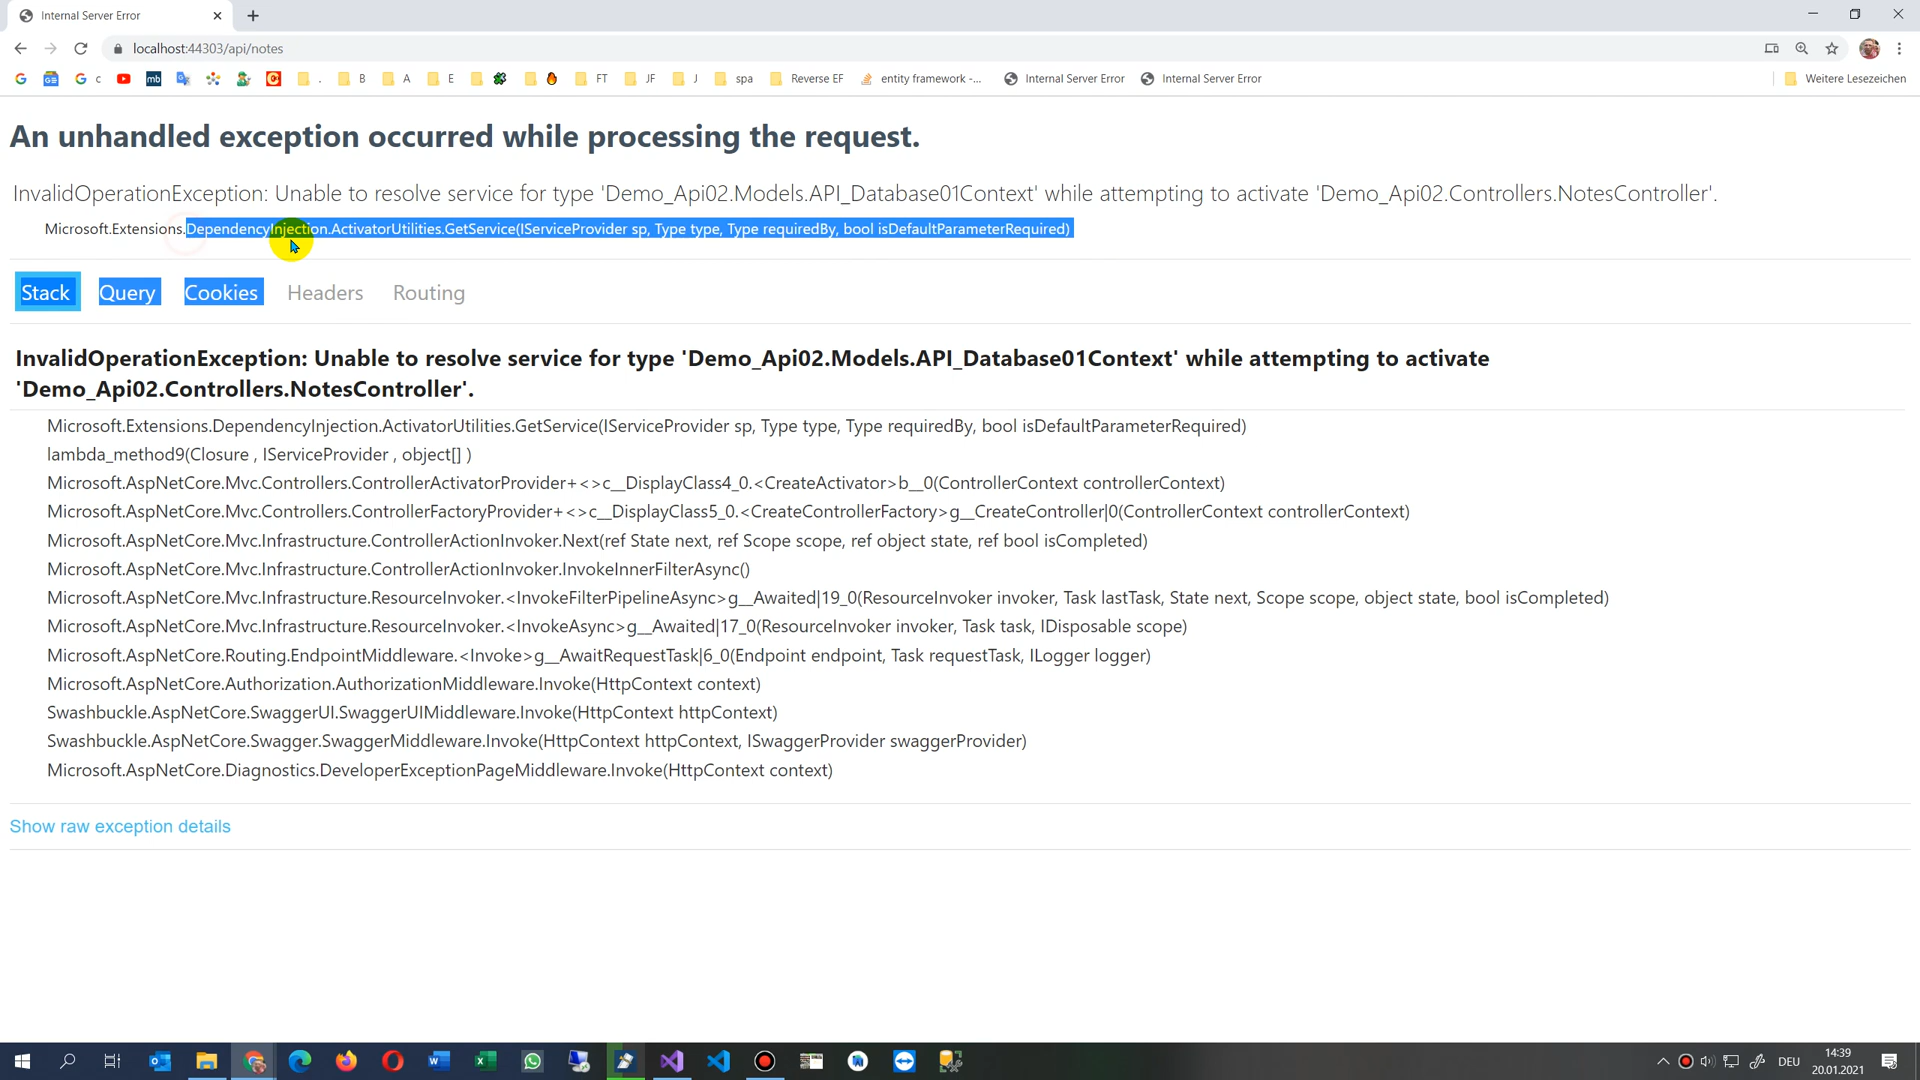 Internal Server Error
localhost:44303/api/notes
c
mb
.
B
A
E
FT
JF
J
spa
Reverse EF
entity framework -...
Internal Server Error
Internal Server Error
Weitere Lesezeichen
An unhandled exception occurred while processing the request.
InvalidOperationException: Unable to resolve service for type 'Demo_Api02.Models.API_Database01Context' while attempting to activate 'Demo_Api02.Controllers.NotesController'.
Microsoft.Extensions.DependencyInjection.ActivatorUtilities.GetService(IServiceProvider sp, Type type, Type requiredBy, bool isDefaultParameterRequired)
Stack Query Cookies Headers Routing
InvalidOperationException: Unable to resolve service for type 'Demo_Api02.Models.API_Database01Context' while attempting to activate
'Demo_Api02.Controllers.NotesController'.
Microsoft.Extensions.DependencyInjection.ActivatorUtilities.GetService(IServiceProvider sp, Type type, Type requiredBy, bool isDefaultParameterRequired)
lambda_method9(Closure , IServiceProvider , object[] )
Microsoft.AspNetCore.Mvc.Controllers.ControllerActivatorProvider+<>c__DisplayClass4_0.<CreateActivator>b__0(ControllerContext controllerContext)
Microsoft.AspNetCore.Mvc.Controllers.ControllerFactoryProvider+<>c__DisplayClass5_0.<CreateControllerFactory>g__CreateController|0(ControllerContext controllerContext)
Microsoft.AspNetCore.Mvc.Infrastructure.ControllerActionInvoker.Next(ref State next, ref Scope scope, ref object state, ref bool isCompleted)
Microsoft.AspNetCore.Mvc.Infrastructure.ControllerActionInvoker.InvokeInnerFilterAsync()
Microsoft.AspNetCore.Mvc.Infrastructure.ResourceInvoker.<InvokeFilterPipelineAsync>g__Awaited|19_0(ResourceInvoker invoker, Task lastTask, State next, Scope scope, object state, bool isCompleted)
Microsoft.AspNetCore.Mvc.Infrastructure.ResourceInvoker.<InvokeAsync>g__Awaited|17_0(ResourceInvoker invoker, Task task, IDisposable scope)
Microsoft.AspNetCore.Routing.EndpointMiddleware.<Invoke>g__AwaitRequestTask|6_0(Endpoint endpoint, Task requestTask, ILogger logger)
Microsoft.AspNetCore.Authorization.AuthorizationMiddleware.Invoke(HttpContext context)
Swashbuckle.AspNetCore.SwaggerUI.SwaggerUIMiddleware.Invoke(HttpContext httpContext)
Swashbuckle.AspNetCore.Swagger.SwaggerMiddleware.Invoke(HttpContext httpContext, ISwaggerProvider swaggerProvider)
Microsoft.AspNetCore.Diagnostics.DeveloperExceptionPageMiddleware.Invoke(HttpContext context)
Show raw exception details
DEU
14:39
20.01.2021